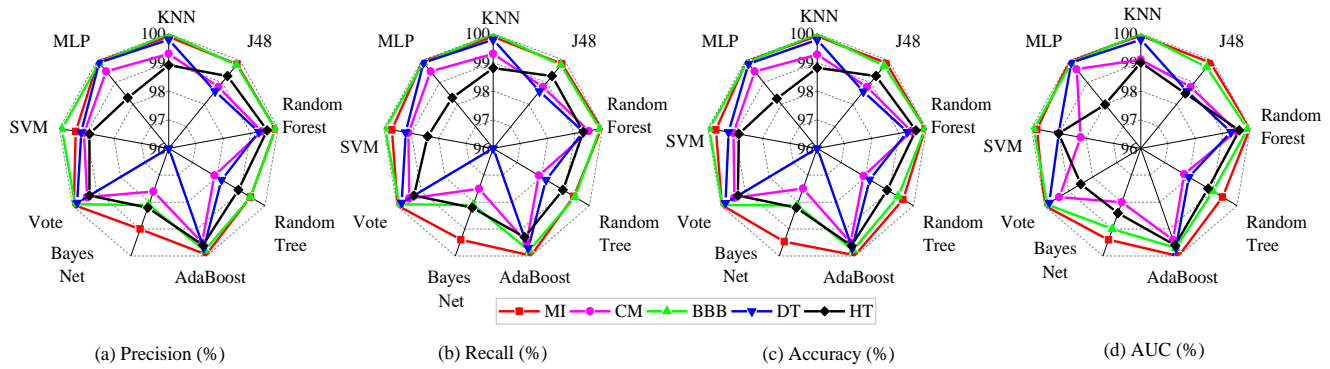 KNN
100
MLP
J48
99
98
Random
Forest
97
SVM
96
Vote
Random
Tree
Bayes
Net
AdaBoost
(a) Precision (%)
KNN
100
MLP
J48
99
98
Random
Forest
97
SVM
96
Vote
Random
Tree
Bayes
Net
AdaBoost
(b) Recall (%)
KNN
100
MLP
J48
99
98
Random
Forest
97
SVM
96
Vote
Random
Tree
Bayes
Net
AdaBoost
(c) Accuracy (%)
KNN
100
MLP
J48
99
98
Random
Forest
97
SVM
96
Vote
Random
Tree
Bayes
Net
AdaBoost
(d) AUC (%)
MI CM BBB DT HT